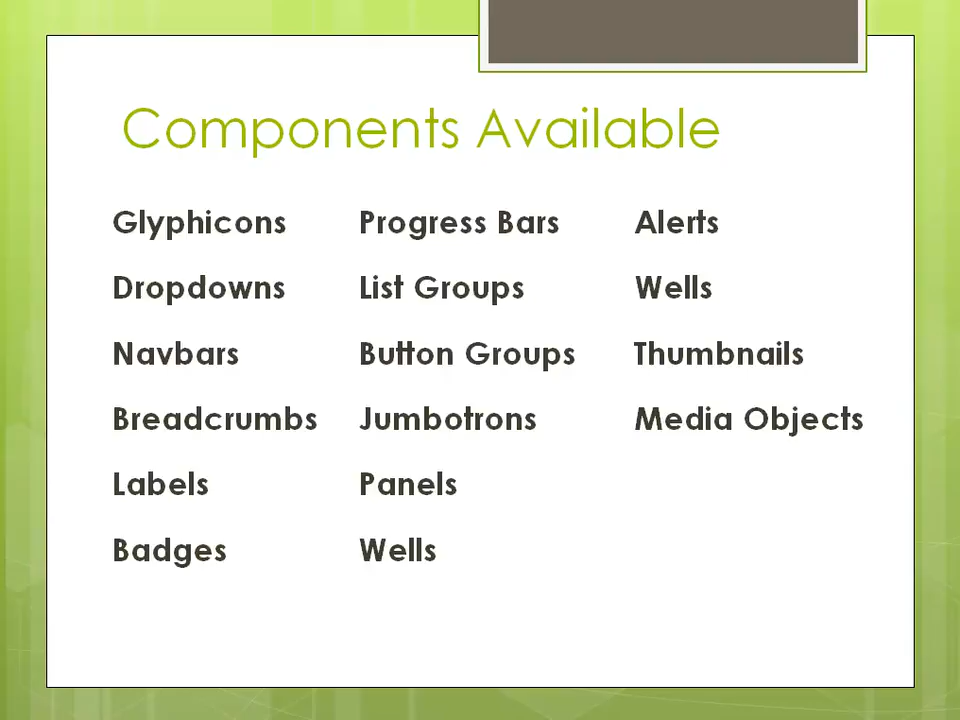 Components Available
Glyphicons
Dropdowns
Navbars
Breadcrumbs
Labels
Badges
Progress Bars
List Groups
Button Groups
Jumbotrons
Panels
Wells
Alerts
Wells
Thumbnails
Media Objects